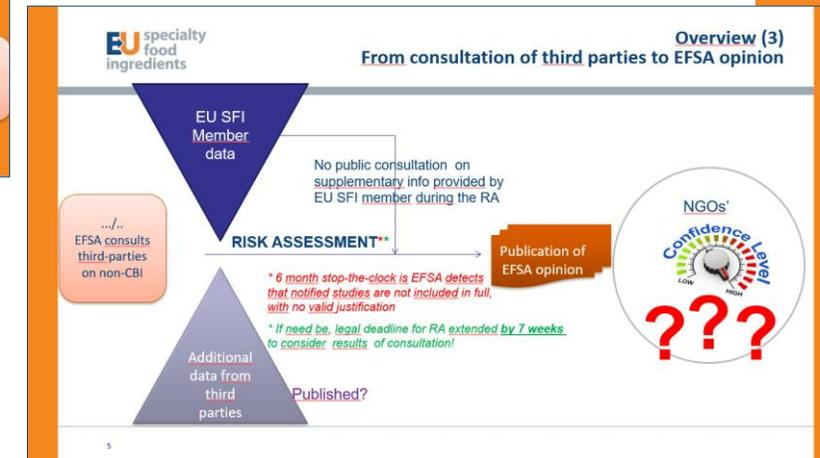 EU specialty
food
ingredients
Overview (3)
From consultation of third parties to EFSA opinion
EU SFI
Member
data
No public consultation on
supplementary info provided by
EU SFI member during the RA
.../..
EFSA consults
third-parties
on non-CBI
RISK ASSESSMENT**
Publication of
EFSA opinion
NGOs'
Confidence Level
LOW
HIGH
???
* 6 month stop-the-clock is EFSA detects
that notified studies are not included in full,
with no valid justification
* If need be, legal deadline for RA extended by 7 weeks
to consider results of consultation!
Additional
data from
third
parties
Published?
5